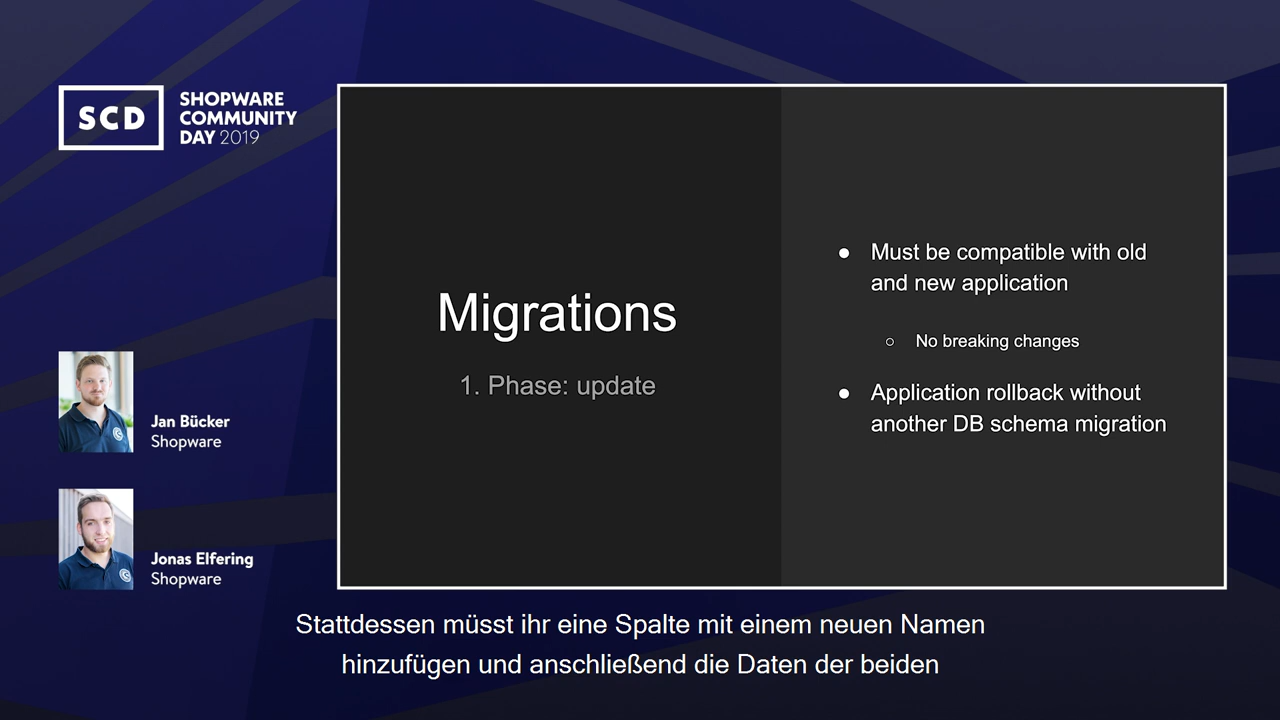 SCD
SHOPWARE
COMMUNITY
DAY 2019
Jan Bücker
Shopware
Jonas Elfering
Shopware
Migrations
1. Phase: update
● Must be compatible with old
and new application
○ No breaking changes
● Application rollback without
another DB schema migration
Stattdessen müsst ihr eine Spalte mit einem neuen Namen
hinzufügen und anschließend die Daten der beiden